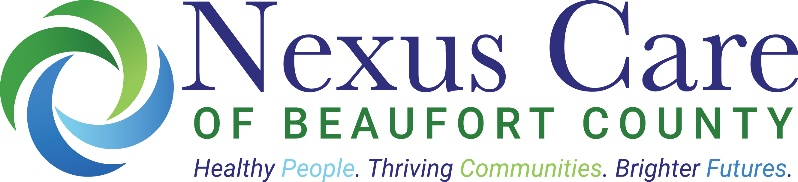 Nexus Care
OF BEAUFORT COUNTY
Healthy People. Thriving Communities. Brighter Futures.